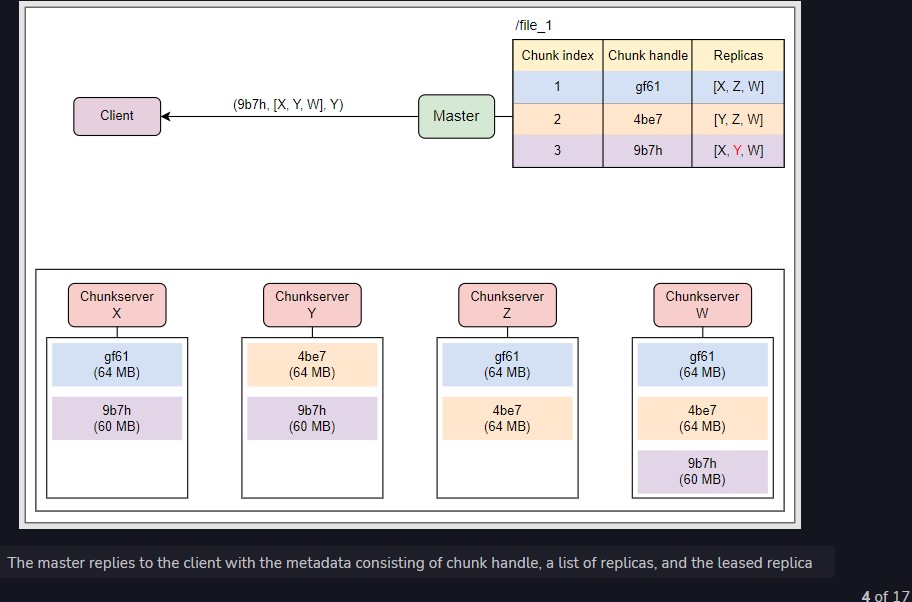 /file_1
Chunk index Chunk handle Replicas
1 gf61 [X, Z, W]
2 4be7 [Y, Z, W]
3 9b7h [X, Y, W]
Client
(9b7h, [X, Y, W], Y)
Master
Chunkserver
X
Chunkserver
Y
Chunkserver
Z
Chunkserver
W
gf61
(64 MB)
9b7h
(60 MB)
4be7
(64 MB)
9b7h
(60 MB)
gf61
(64 MB)
4be7
(64 MB)
gf61
(64 MB)
4be7
(64 MB)
9b7h
(60 MB)
The master replies to the client with the metadata consisting of chunk handle, a list of replicas, and the leased replica
4 of 17